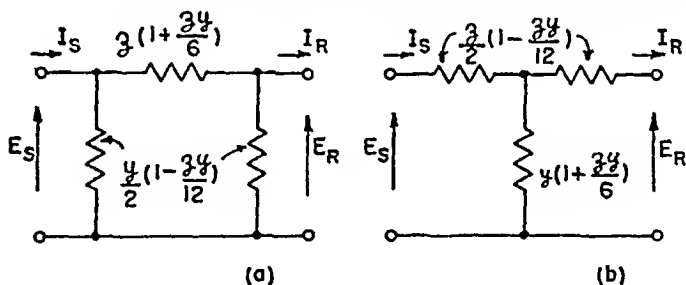 I_S z(1+zy/6) I_R
E_S y/2(1-zy/12) E_R
(a)
I_S z/2(1-zy/12) I_R
E_S y(1+zy/6) E_R
(b)